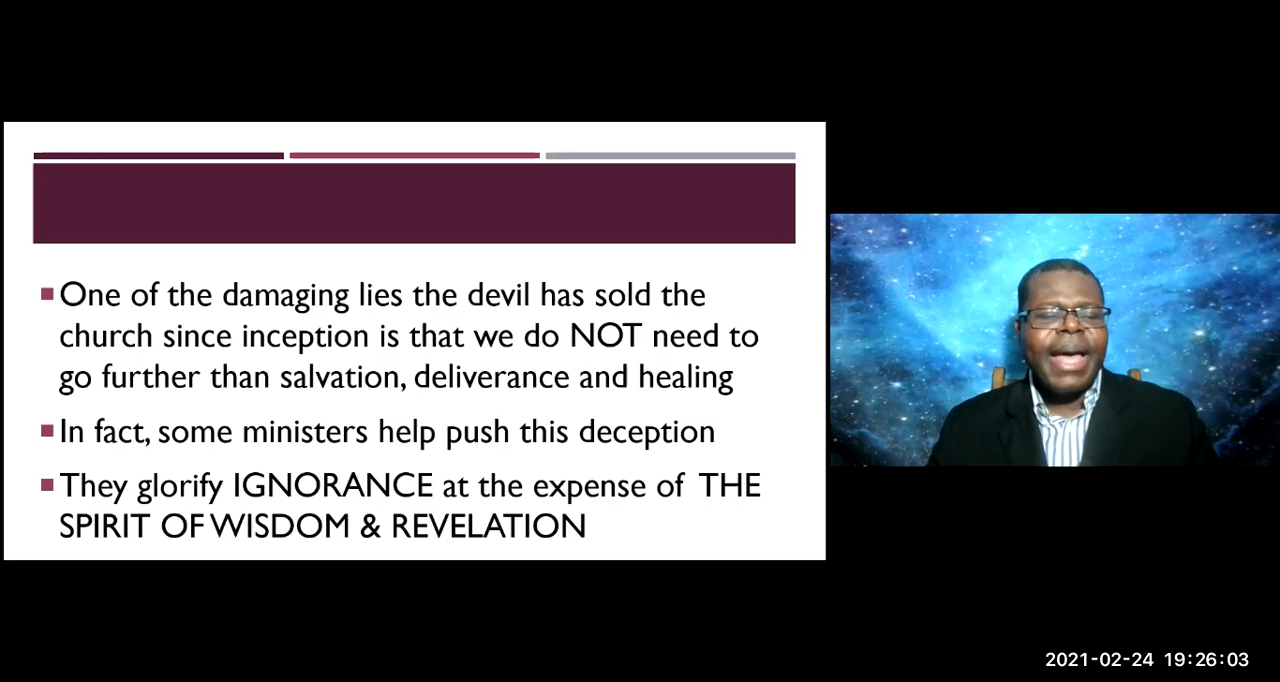 One of the damaging lies the devil has sold the
church since inception is that we do NOT need to
go further than salvation, deliverance and healing
In fact, some ministers help push this deception
They glorify IGNORANCE at the expense of THE
SPIRIT OF WISDOM & REVELATION
2021-02-24 19:26:03